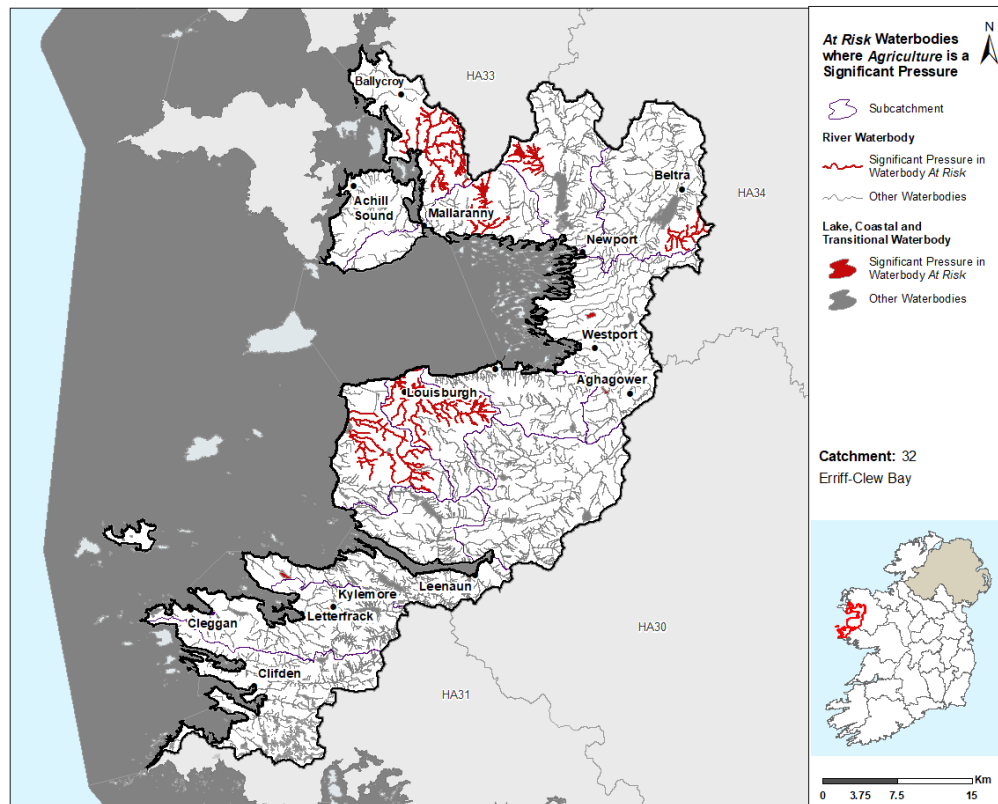 At Risk Waterbodies
where Agriculture is a
Significant Pressure
N
Subcatchment
River Waterbody
Significant Pressure in
Waterbody At Risk
Other Waterbodies
Lake, Coastal and
Transitional Waterbody
Significant Pressure in
Waterbody At Risk
Other Waterbodies
Catchment: 32
Erriff-Clew Bay
Km
0 3.75 7.5 15
HA33
Ballycroy
HA34
Beltra
Achill
Sound
Mallaranny
Newport
Westport
Aghagower
Louisburgh
Leenaun
Kylemore
Letterfrack
Cleggan
Clifden
HA30
HA31